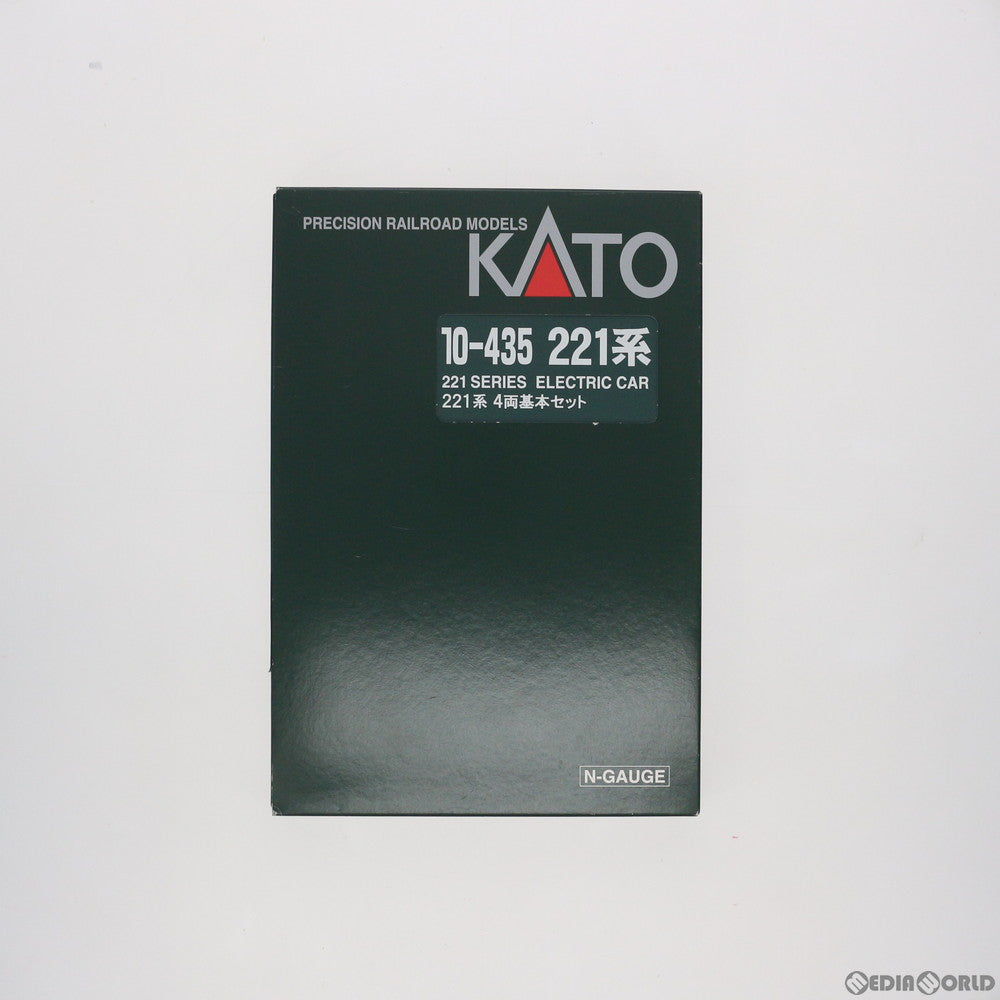 PRECISION RAILROAD MODELS
KATO
10-435 221系
221 SERIES ELECTRIC CAR
221系 4両基本セット
N-GAUGE
MEDIAWORLD